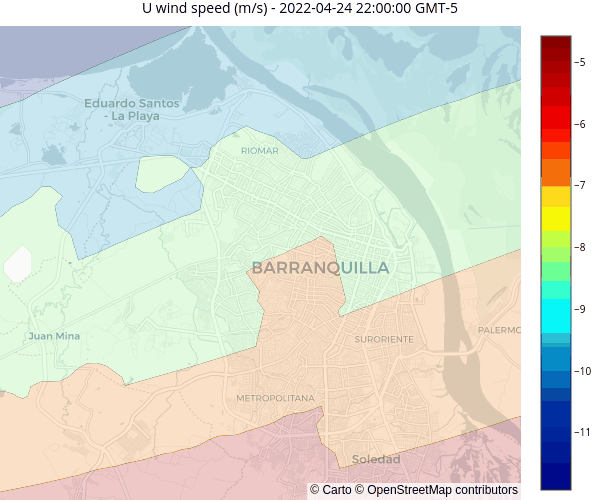 U wind speed (m/s) - 2022-04-24 22:00:00 GMT-5
Eduardo Santos
- La Playa
RIOMAR
BARRANQUILLA
Juan Mina
SURORIENTE
PALERMO
METROPOLITANA
Soledad
© Carto © OpenStreetMap contributors
−5
−6
−7
−8
−9
−10
−11